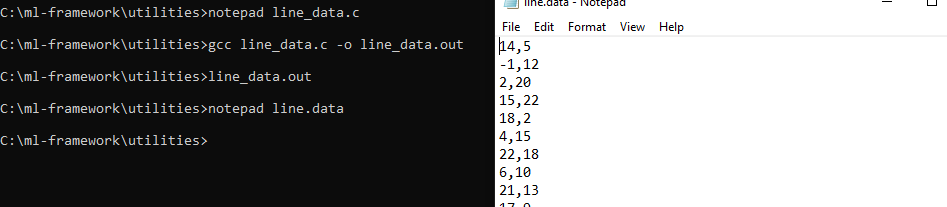 C:\ml-framework\utilities>notepad line_data.c
C:\ml-framework\utilities>gcc line_data.c -o line_data.out
C:\ml-framework\utilities>line_data.out
C:\ml-framework\utilities>notepad line.data
C:\ml-framework\utilities>
line.data - Notepad
File Edit Format View Help
14,5
-1,12
2,20
15,22
18,2
4,15
22,18
6,10
21,13